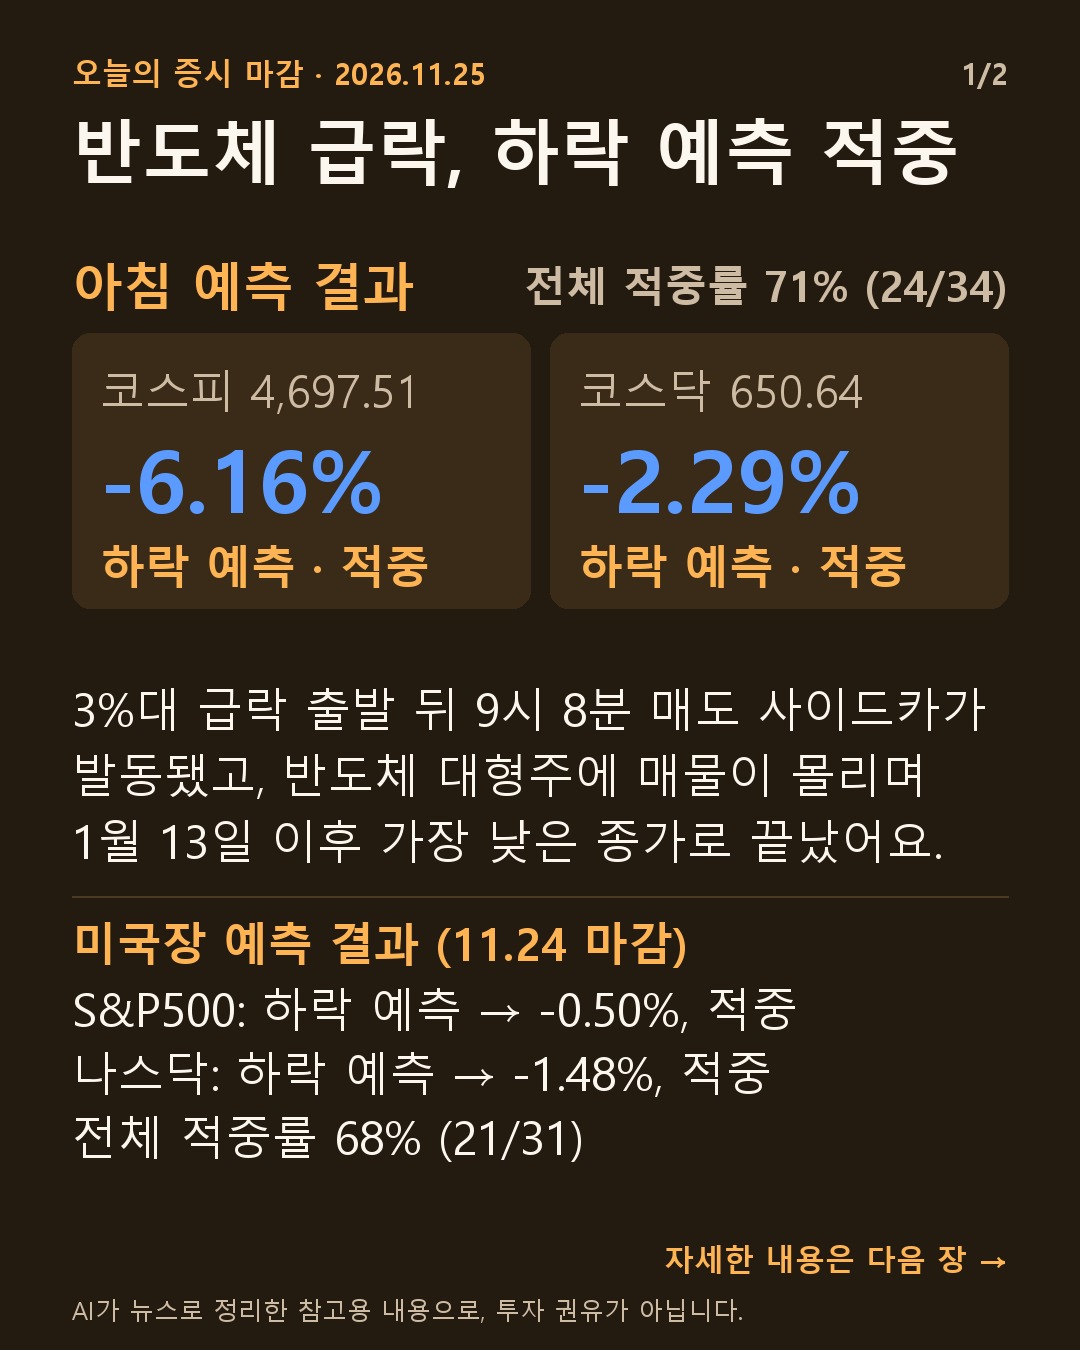 오늘의 증시 마감 · 2026.11.25
1/2
반도체 급락, 하락 예측 적중
아침 예측 결과
전체 적중률 71% (24/34)
코스피 4,697.51
-6.16%
하락 예측 · 적중
코스닥 650.64
-2.29%
하락 예측 · 적중
3%대 급락 출발 뒤 9시 8분 매도 사이드카가
발동됐고, 반도체 대형주에 매물이 몰리며
1월 13일 이후 가장 낮은 종가로 끝났어요.
미국장 예측 결과 (11.24 마감)
S&P500: 하락 예측 → -0.50%, 적중
나스닥: 하락 예측 → -1.48%, 적중
전체 적중률 68% (21/31)
자세한 내용은 다음 장 →
AI가 뉴스로 정리한 참고용 내용으로, 투자 권유가 아닙니다.